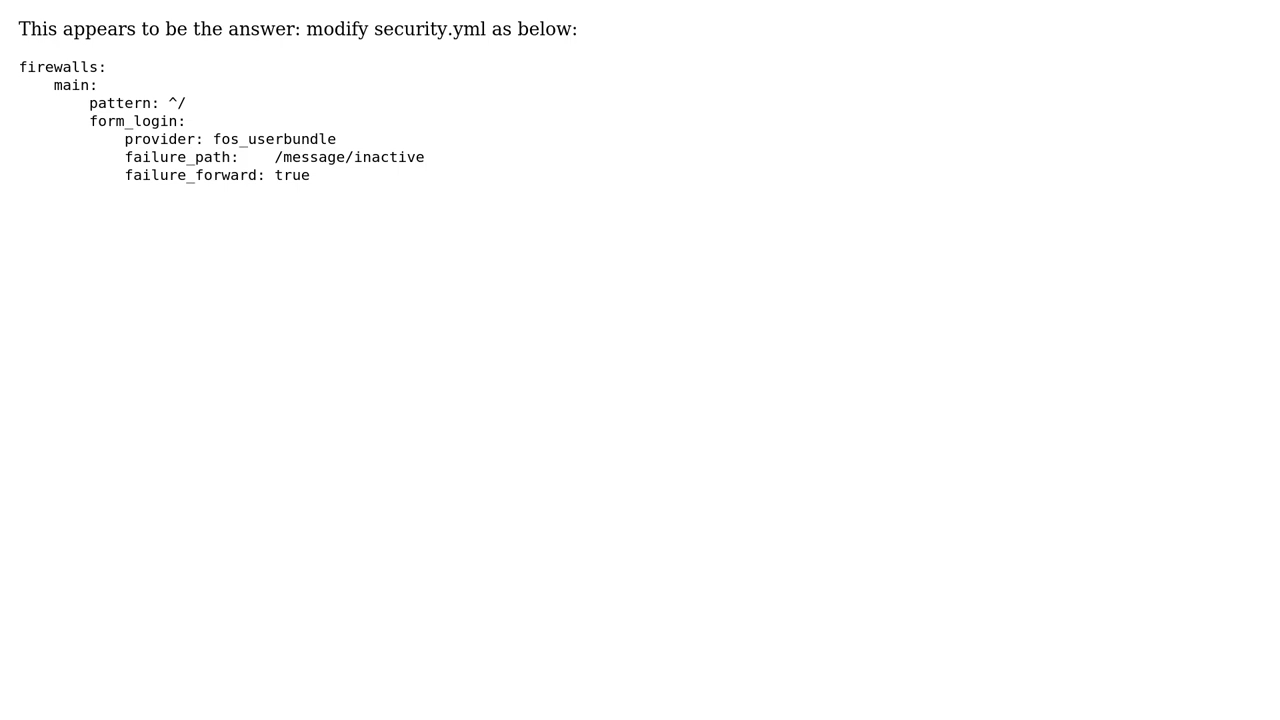 This appears to be the answer: modify security.yml as below:
firewalls:
    main:
        pattern: ^/
        form_login:
            provider: fos_userbundle
            failure_path:    /message/inactive
            failure_forward: true